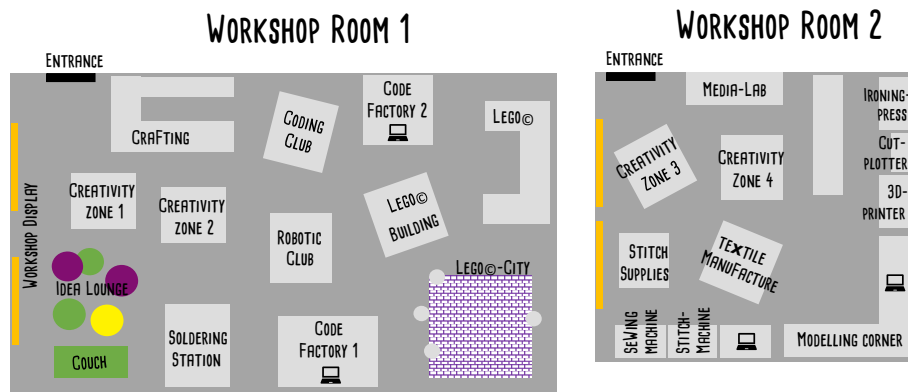 Workshop Room 1
Entrance
Crafting
Coding
Club
Code
Factory 2
Lego©
Creativity
zone 1
Creativity
zone 2
Robotic
Club
Lego©
Building
Workshop Display
Idea Lounge
Couch
Soldering
Station
Code
Factory 1
Lego©-City
Workshop Room 2
Entrance
Media-Lab
Ironing-
press
Cut-
plotter
3D-
printer
Creativity
zone 3
Creativity
Zone 4
Stitch
Supplies
Textile
Manufacture
Sewing
Machine
Stitch-
Machine
Modelling corner